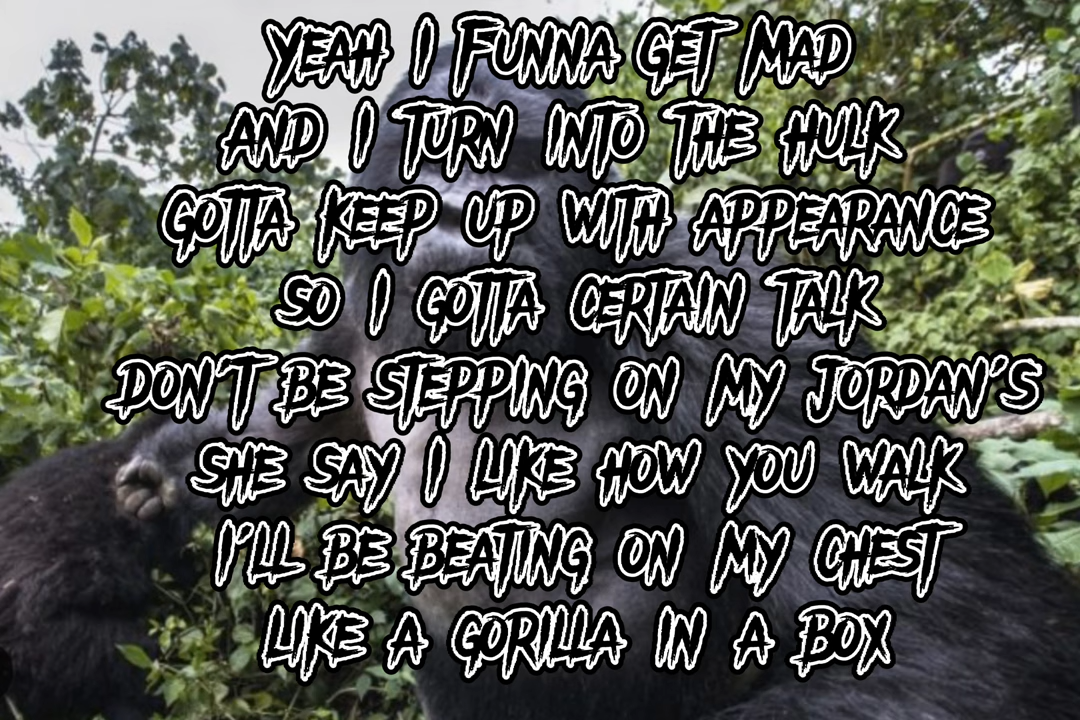 YEAH I FUNNA GET MAD
AND I TURN INTO THE HULK
GOTTA KEEP UP WITH APPEARANCE
SO I GOTTA CERTAIN TALK
DON'T BE STEPPING ON MY JORDAN'S
SHE SAY I LIKE HOW YOU WALK
I'LL BE BEATING ON MY CHEST
LIKE A GORILLA IN A BOX